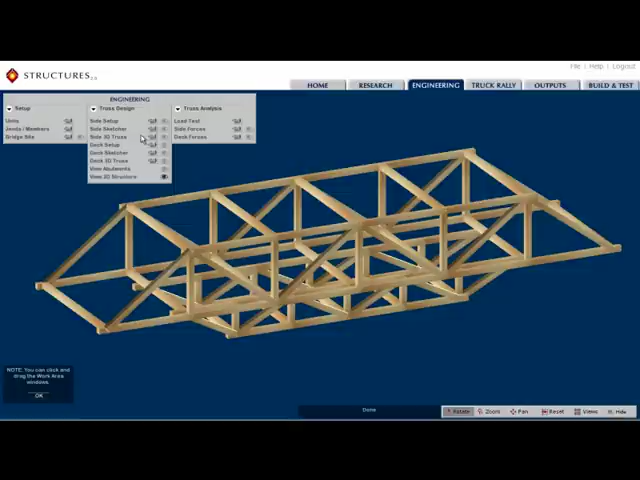 STRUCTURES 2.0
File | Help | Logout
HOME
RESEARCH
ENGINEERING
TRUCK RALLY
OUTPUTS
BUILD & TEST
ENGINEERING
Setup
Units
Joints / Members
Bridge Site
Truss Design
Side Setup
Side Sketcher
Side 3D Truss
Deck Setup
Deck Sketcher
Deck 3D Truss
View Abutments
View 3D Structure
Truss Analysis
Load Test
Side Forces
Deck Forces
NOTE: You can click and
drag the Work Area
windows.
OK
Done
Rotate
Zoom
Pan
Reset
Views
Hide